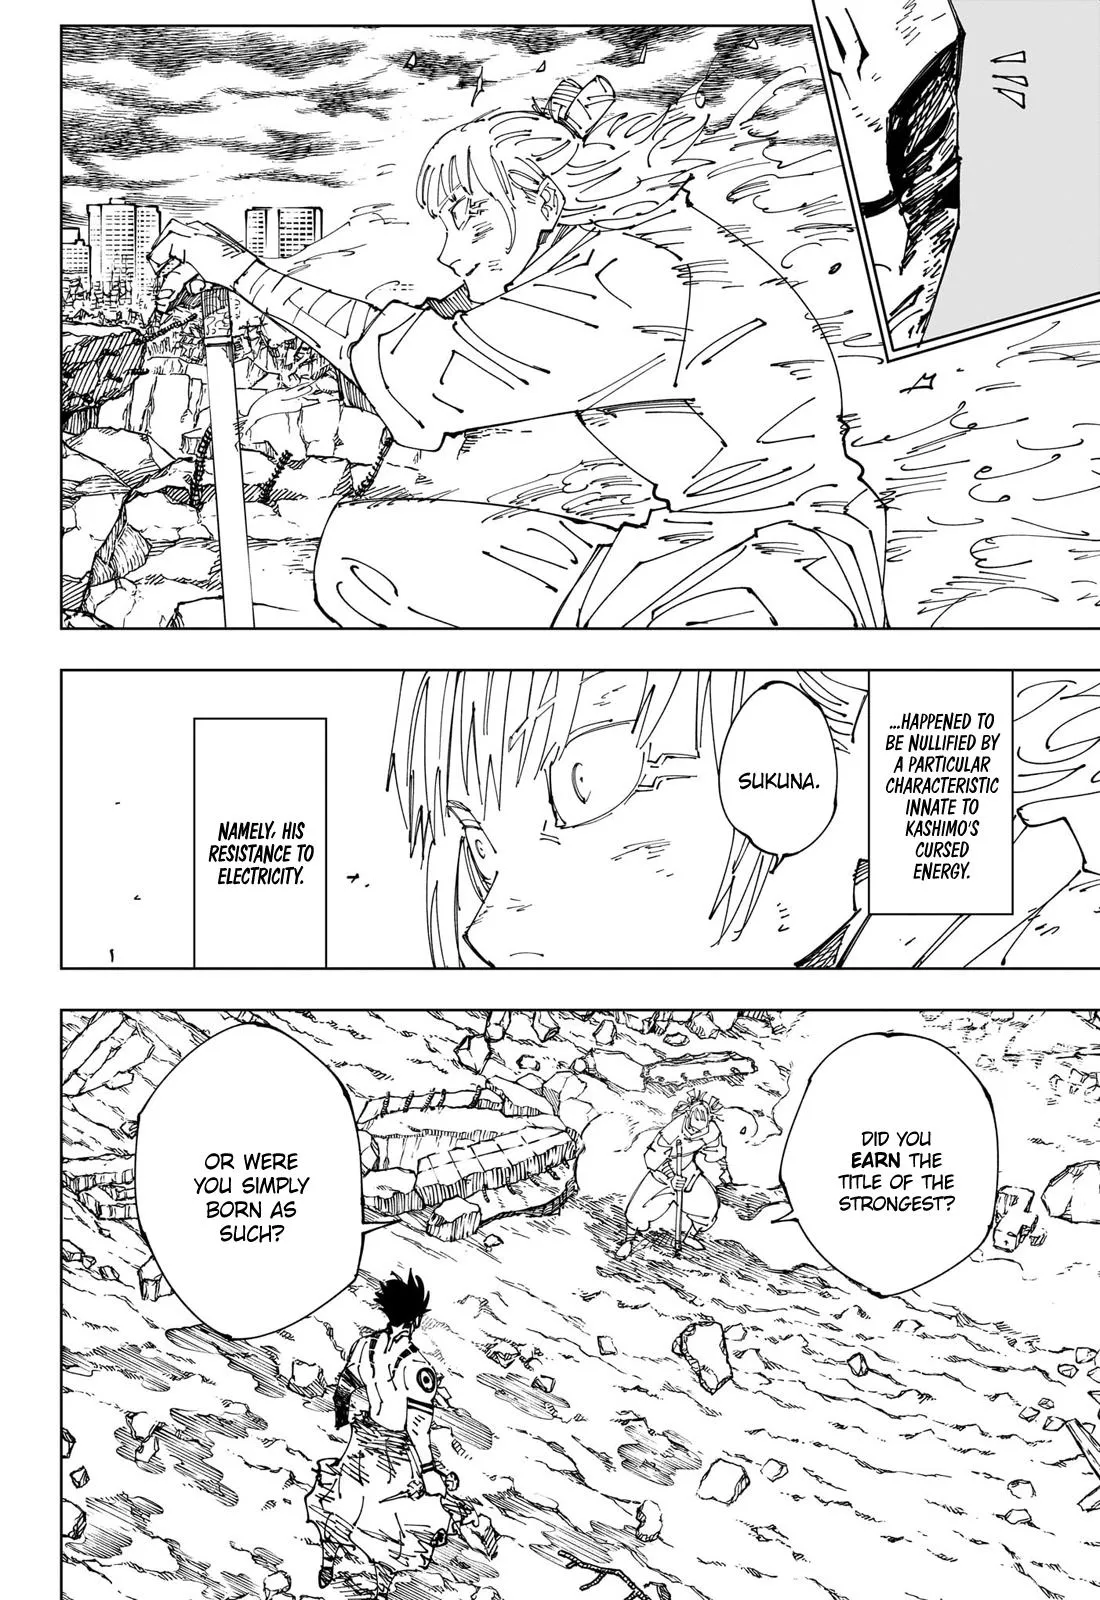 ...HAPPENED TO
BE NULLIFIED BY
A PARTICULAR
CHARACTERISTIC
INNATE TO
KASHIMO'S
CURSED
ENERGY.
SUKUNA.
NAMELY, HIS
RESISTANCE TO
ELECTRICITY.
DID YOU
EARN THE
TITLE OF THE
STRONGEST?
OR WERE
YOU SIMPLY
BORN AS
SUCH?